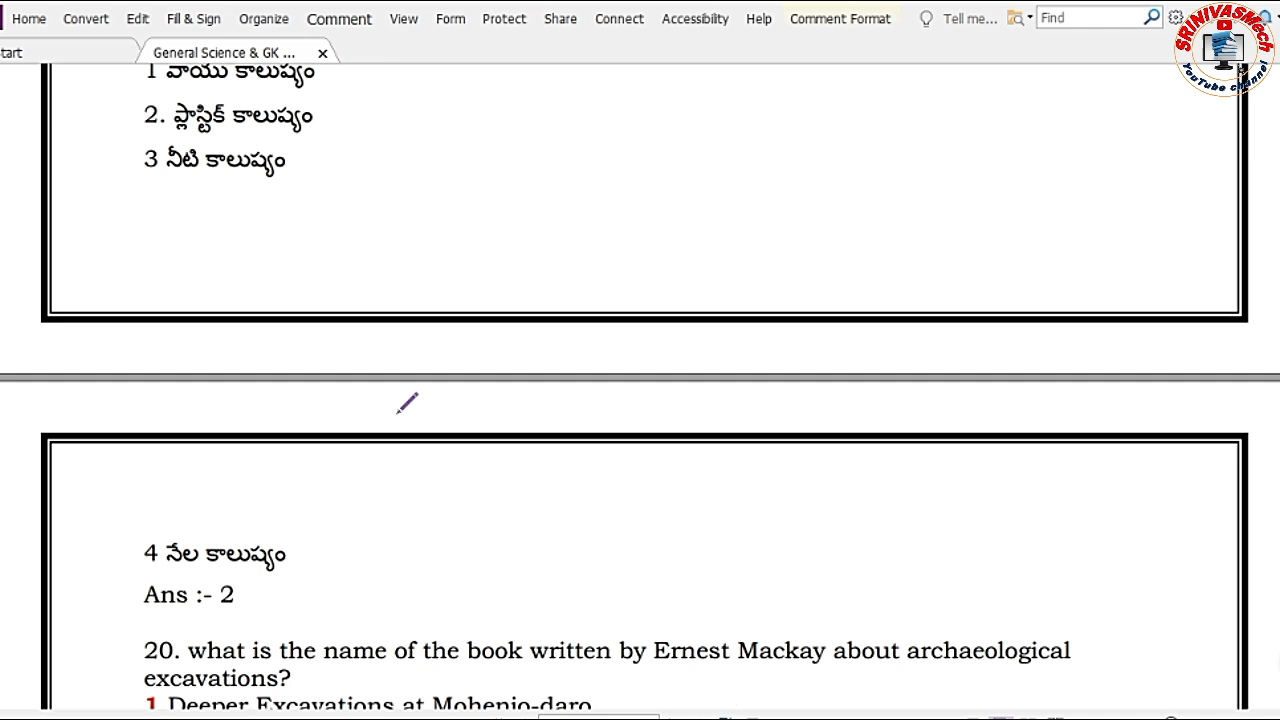 Home Convert Edit Fill & Sign Organize Comment View Form Protect Share Connect Accessibility Help Comment Format Tell me... Find
tart General Science & GK ... ×
SRINIVASMech
YouTube channel
1 వాయు కాలుష్యం
2. ప్లాస్టిక్ కాలుష్యం
3 నీటి కాలుష్యం
4 నేల కాలుష్యం
Ans :- 2
20. what is the name of the book written by Ernest Mackay about archaeological
excavations?
1 Deeper Excavations at Mohenjo-daro